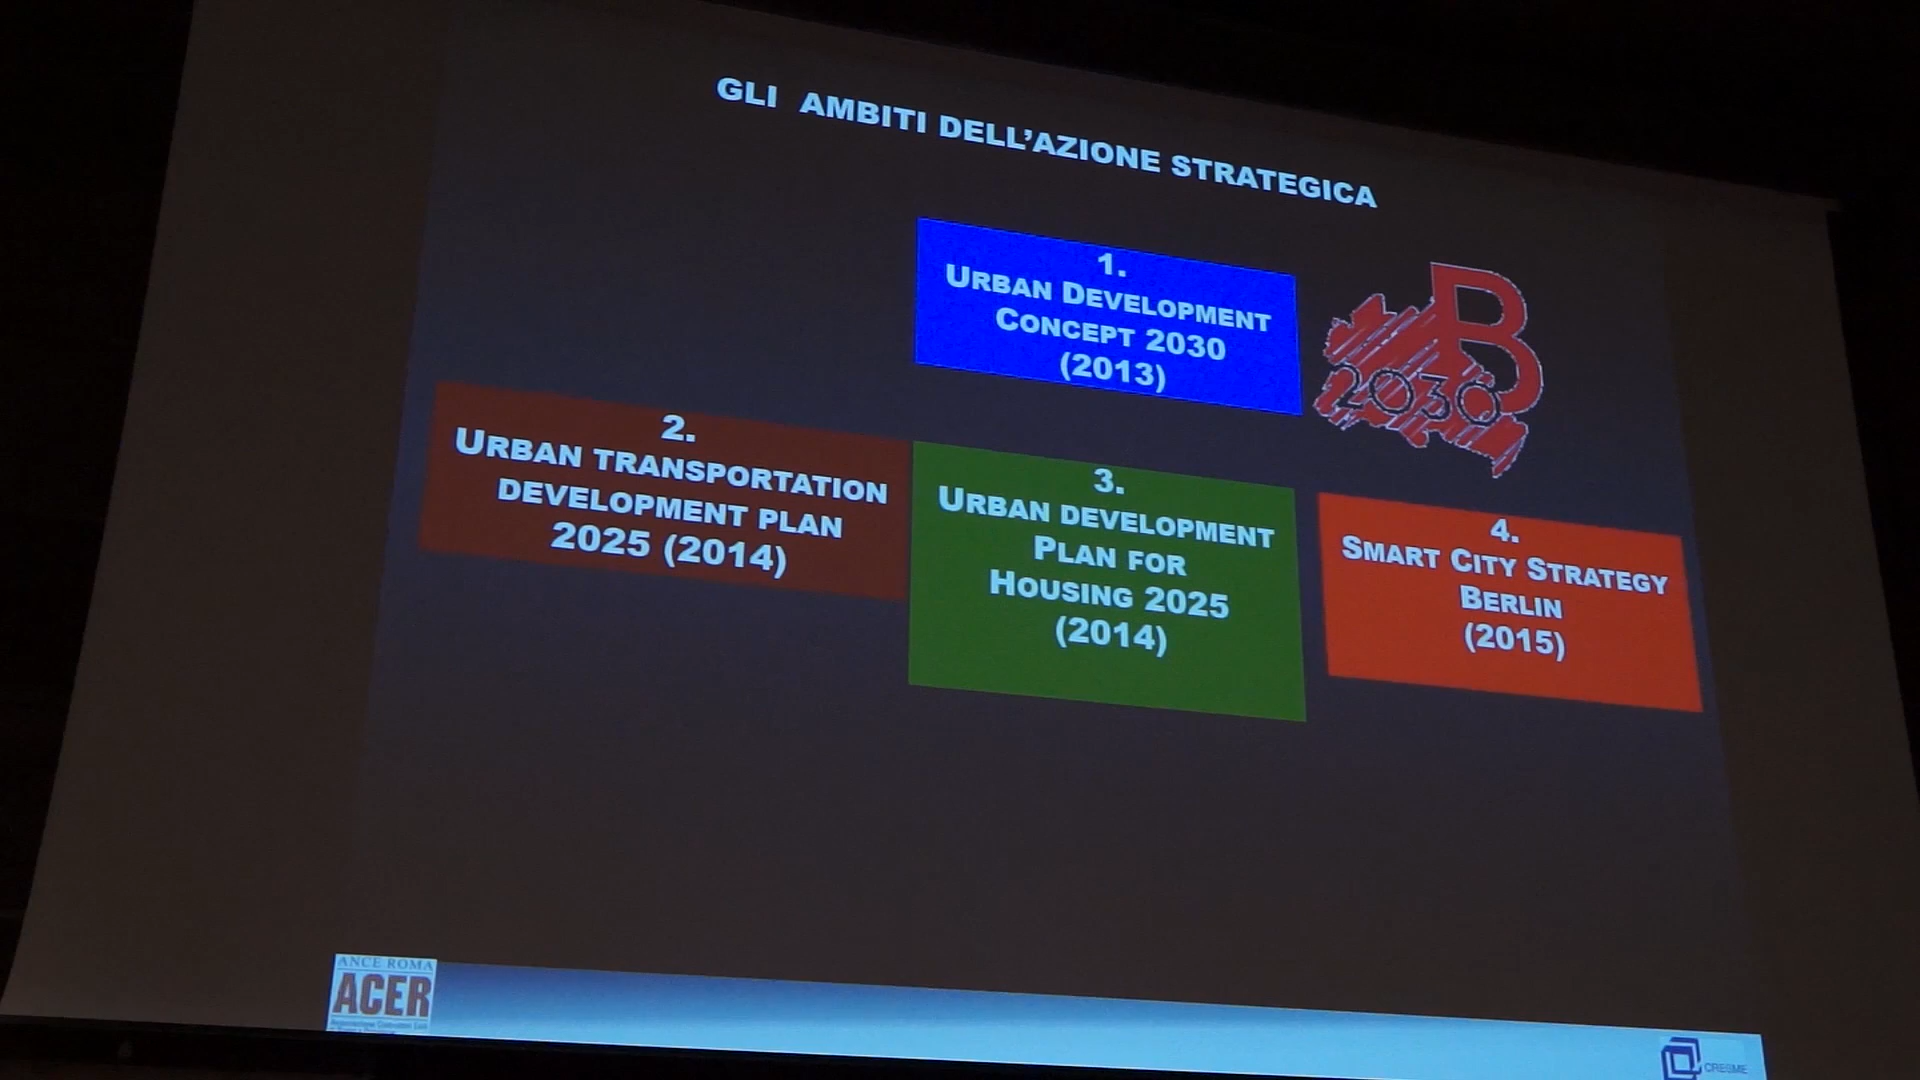 GLI AMBITI DELL'AZIONE STRATEGICA
1.
URBAN DEVELOPMENT
CONCEPT 2030
(2013)
B
2030
2.
URBAN TRANSPORTATION
DEVELOPMENT PLAN
2025 (2014)
3.
URBAN DEVELOPMENT
PLAN FOR
HOUSING 2025
(2014)
4.
SMART CITY STRATEGY
BERLIN
(2015)
ANCE ROMA
ACER
CRESME